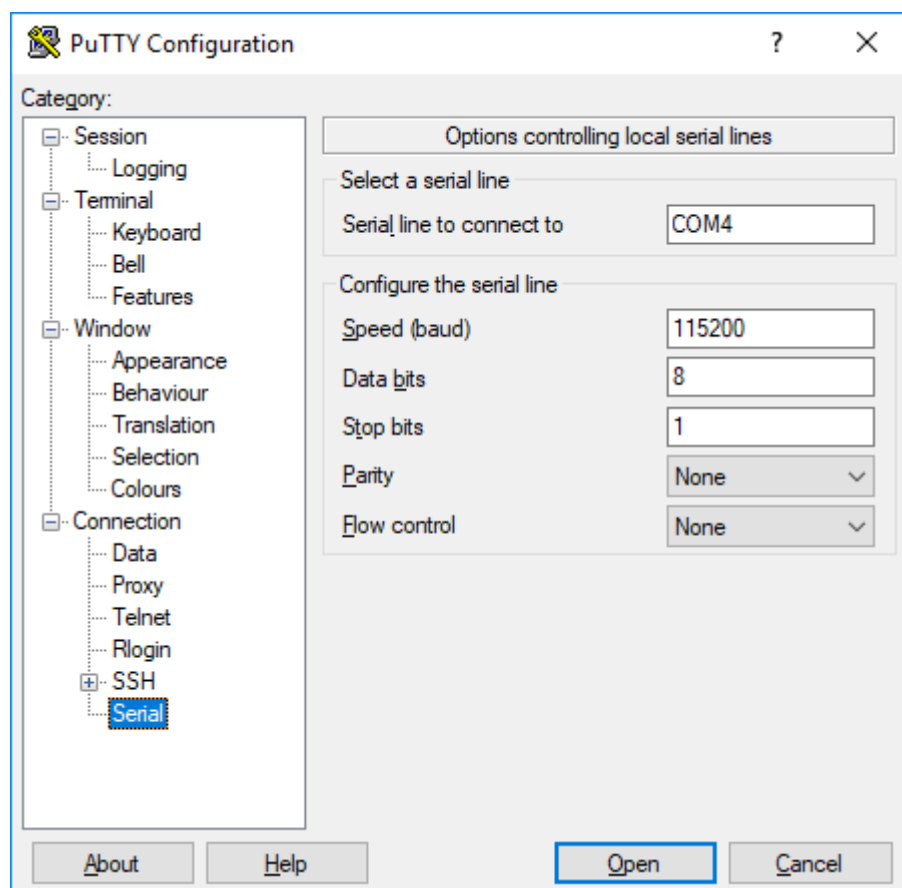 PuTTY Configuration
?
Category:
Session
Logging
Terminal
Keyboard
Bell
Features
Window
Appearance
Behaviour
Translation
Selection
Colours
Connection
Data
Proxy
Telnet
Rlogin
SSH
Serial
Options controlling local serial lines
Select a serial line
Serial line to connect to COM4
Configure the serial line
Speed (baud) 115200
Data bits 8
Stop bits 1
Parity None
Flow control None
About Help Open Cancel